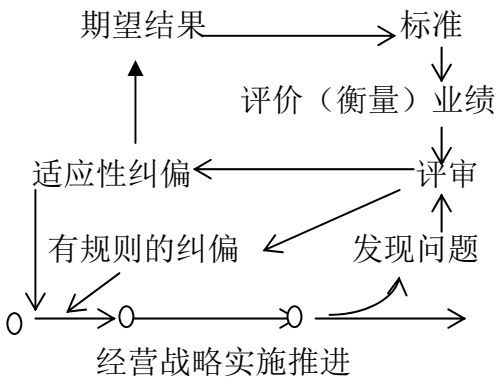 期望结果 标准
评价（衡量）业绩
适应性纠偏 评审
有规则的纠偏 发现问题
经营战略实施推进